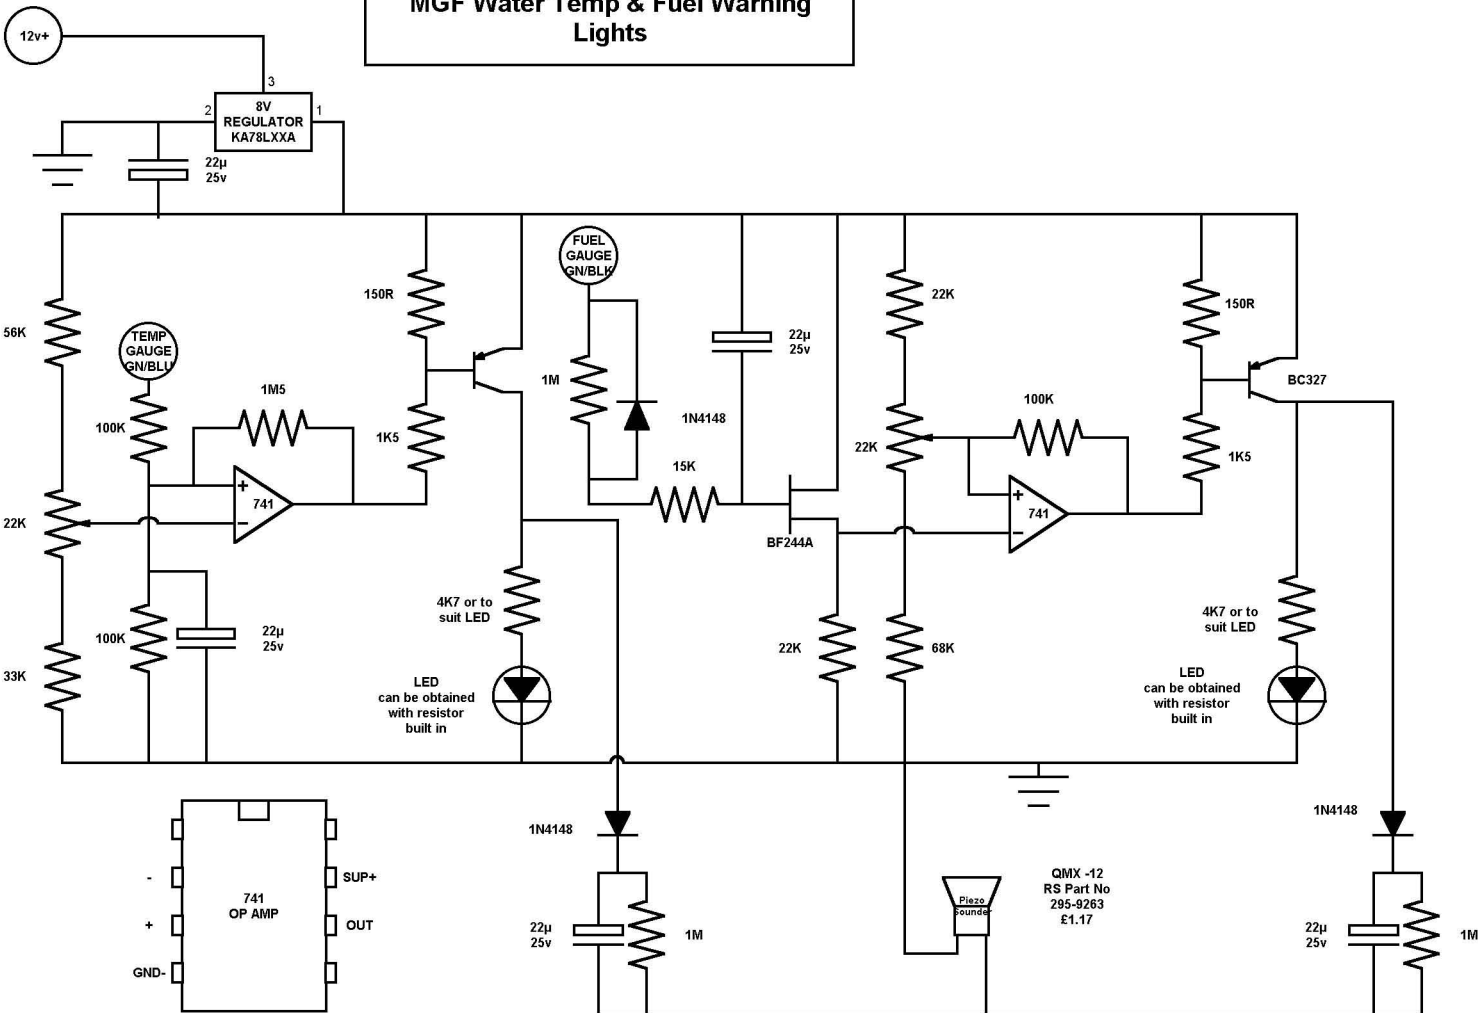 MGF Water Temp & Fuel Warning
Lights
12v+
3
2
8V
REGULATOR
KA78LXXA
1
22µ
25v
FUEL
GAUGE
GN/BLK
150R
22K
150R
56K
TEMP
GAUGE
GN/BLU
22µ
25v
1M
BC327
1M5
100K
1N4148
100K
1K5
22K
1K5
15K
741
+
−
22K
741
+
−
BF244A
4K7 or to
suit LED
4K7 or to
suit LED
100K
22µ
25v
22K
68K
33K
LED
can be obtained
with resistor
built in
LED
can be obtained
with resistor
built in
1N4148
1N4148
-
741
OP AMP
SUP+
+
OUT
GND-
QMX -12
RS Part No
295-9263
£1.17
Piezo
Sounder
22µ
25v
1M
22µ
25v
1M